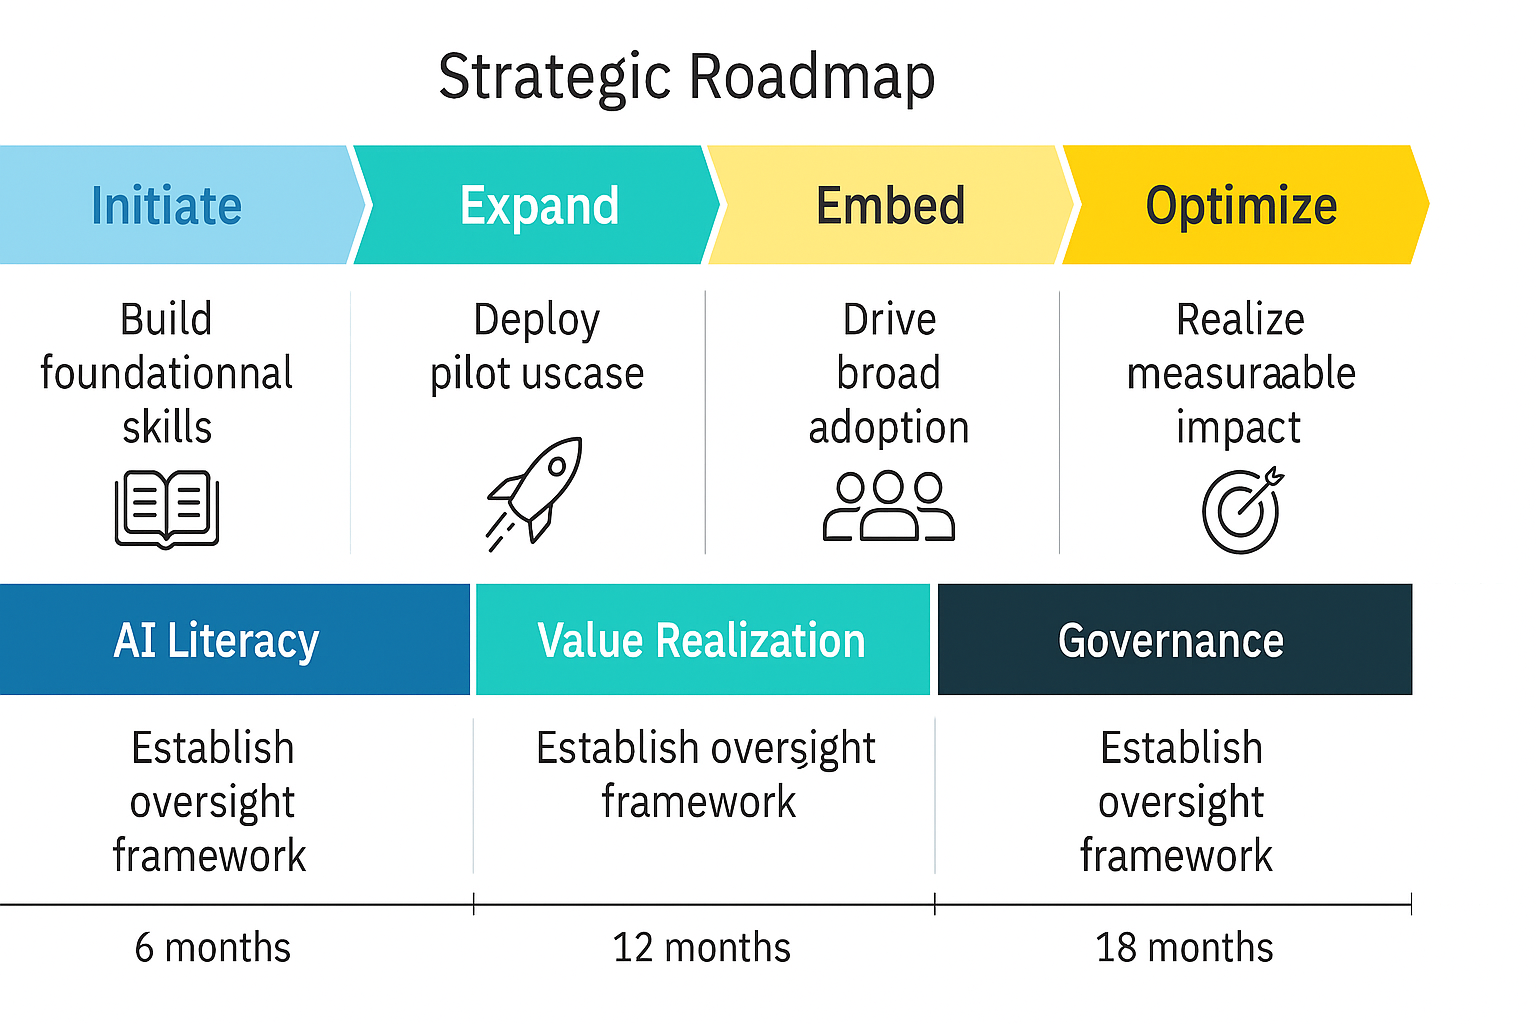 Strategic Roadmap
Initiate
Expand
Embed
Optimize
Build
foundationnal
skills
Deploy
pilot uscase
Drive
broad
adoption
Realize
measuraable
impact
AI Literacy
Value Realization
Governance
Establish
oversight
framework
Establish oversight
framework
Establish
oversight
framework
6 months
12 months
18 months